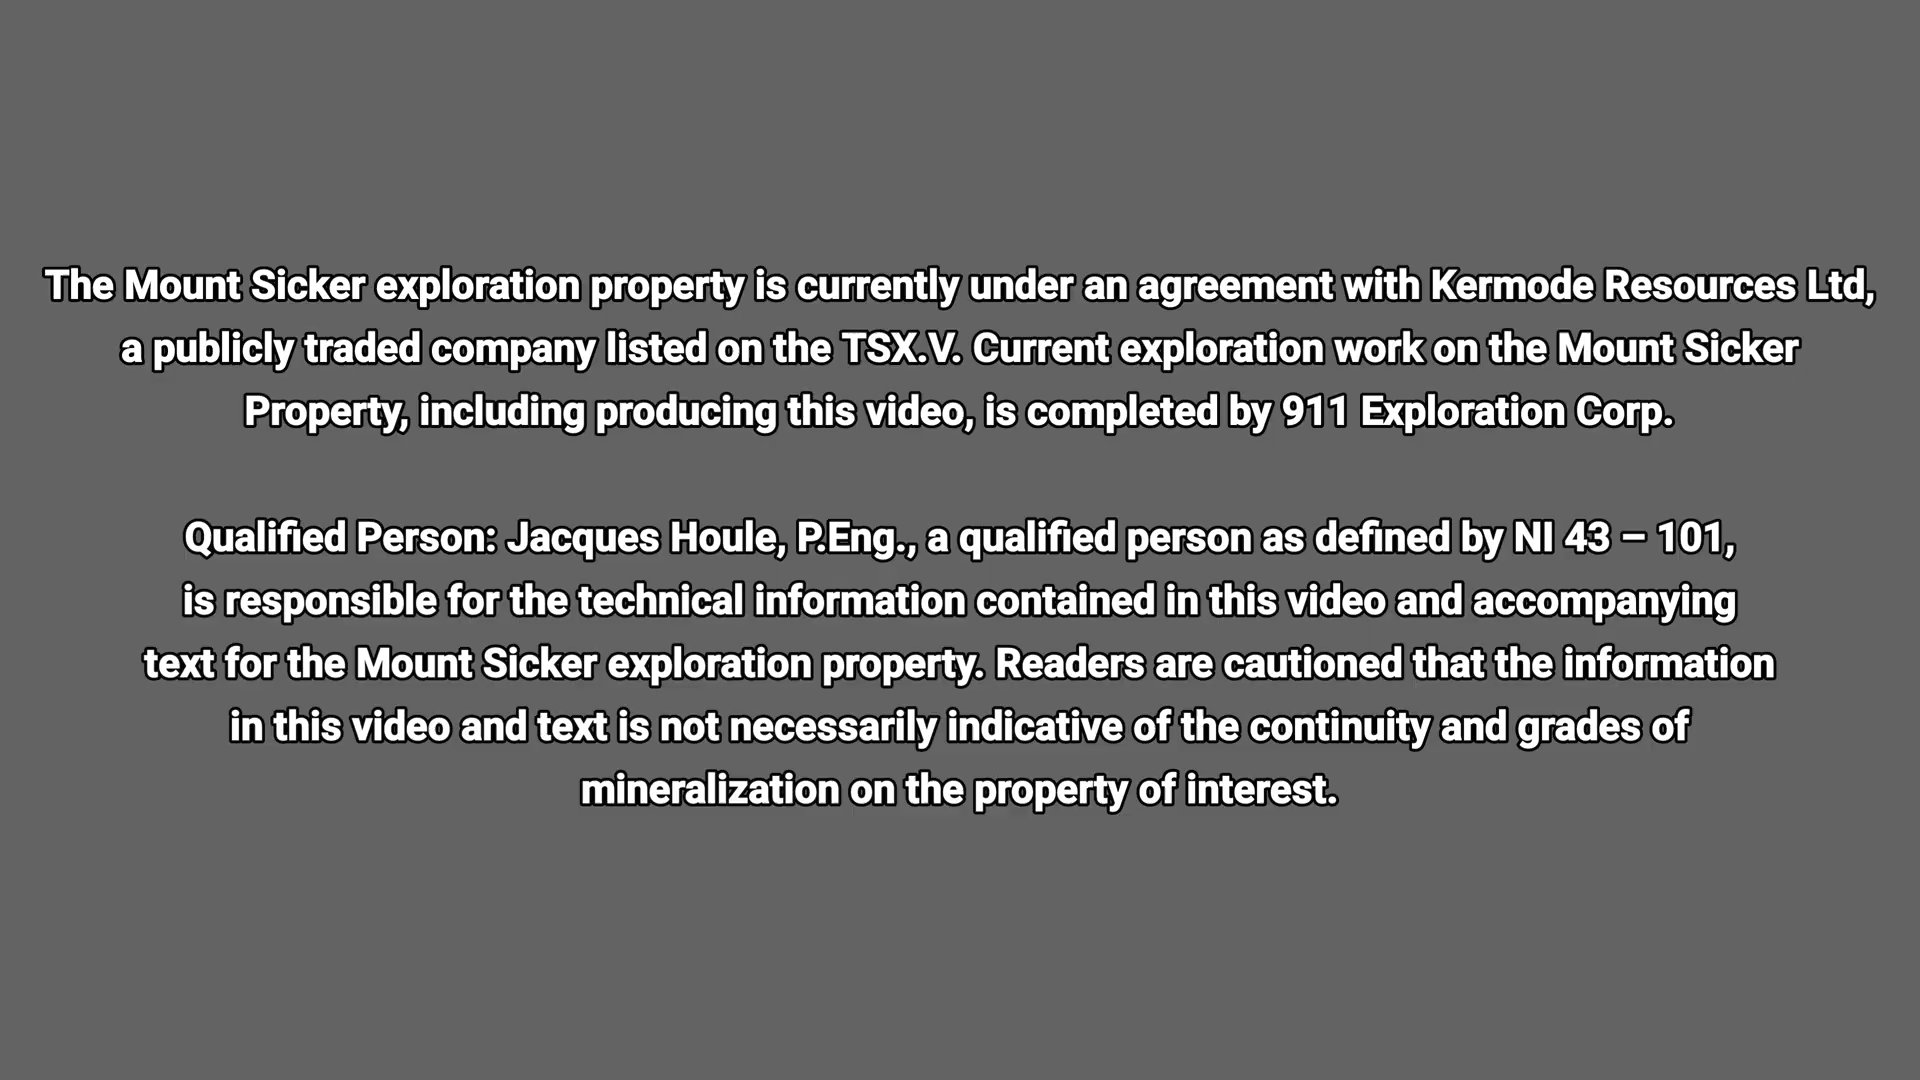 The Mount Sicker exploration property is currently under an agreement with Kermode Resources Ltd,
a publicly traded company listed on the TSX.V. Current exploration work on the Mount Sicker
Property, including producing this video, is completed by 911 Exploration Corp.
Qualified Person: Jacques Houle, P.Eng., a qualified person as defined by NI 43 – 101,
is responsible for the technical information contained in this video and accompanying
text for the Mount Sicker exploration property. Readers are cautioned that the information
in this video and text is not necessarily indicative of the continuity and grades of
mineralization on the property of interest.